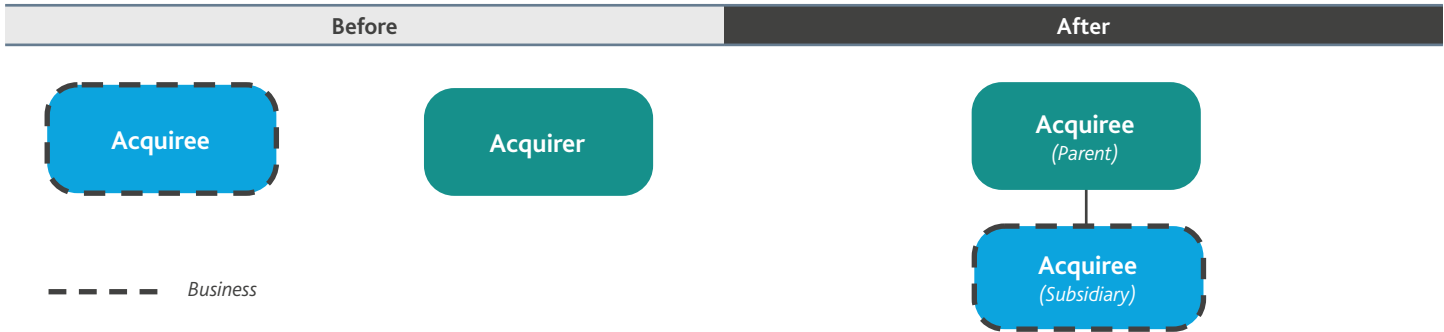 Before
After
Acquiree
Acquirer
Acquiree
(Parent)
Acquiree
(Subsidiary)
Business